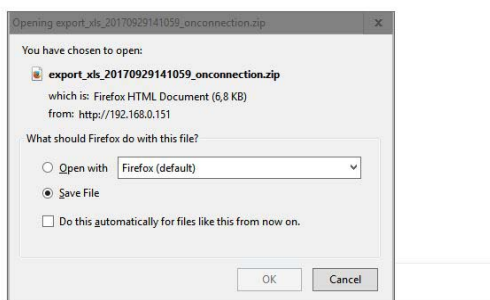 Opening export_xls_20170929141059_onconnection.zip
x
You have chosen to open:
export_xls_20170929141059_onconnection.zip
which is: Firefox HTML Document (6,8 KB)
from: http://192.168.0.151
What should Firefox do with this file?
Open with Firefox (default)
Save File
Do this automatically for files like this from now on.
OK Cancel